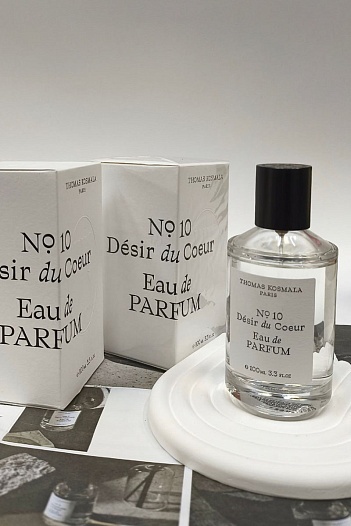 THOMAS KOSMALA
PARIS
Nº 10
sir du Coeur
Eau de
PARFUM
THOMAS KOSMALA
PARIS
Nº 10
Désir du Coeur
Eau de
PARFUM
THOMAS KOSMALA
PARIS
Nº 10
Désir du Coeur
Eau de
PARFUM
e 100ml 3.3 fl.oz